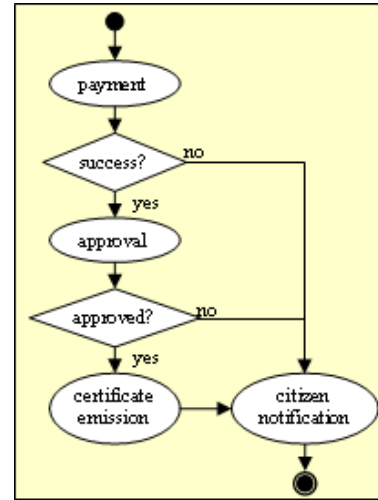 payment
success?
no
yes
approval
approved?
no
yes
certificate
emission
citizen
notification